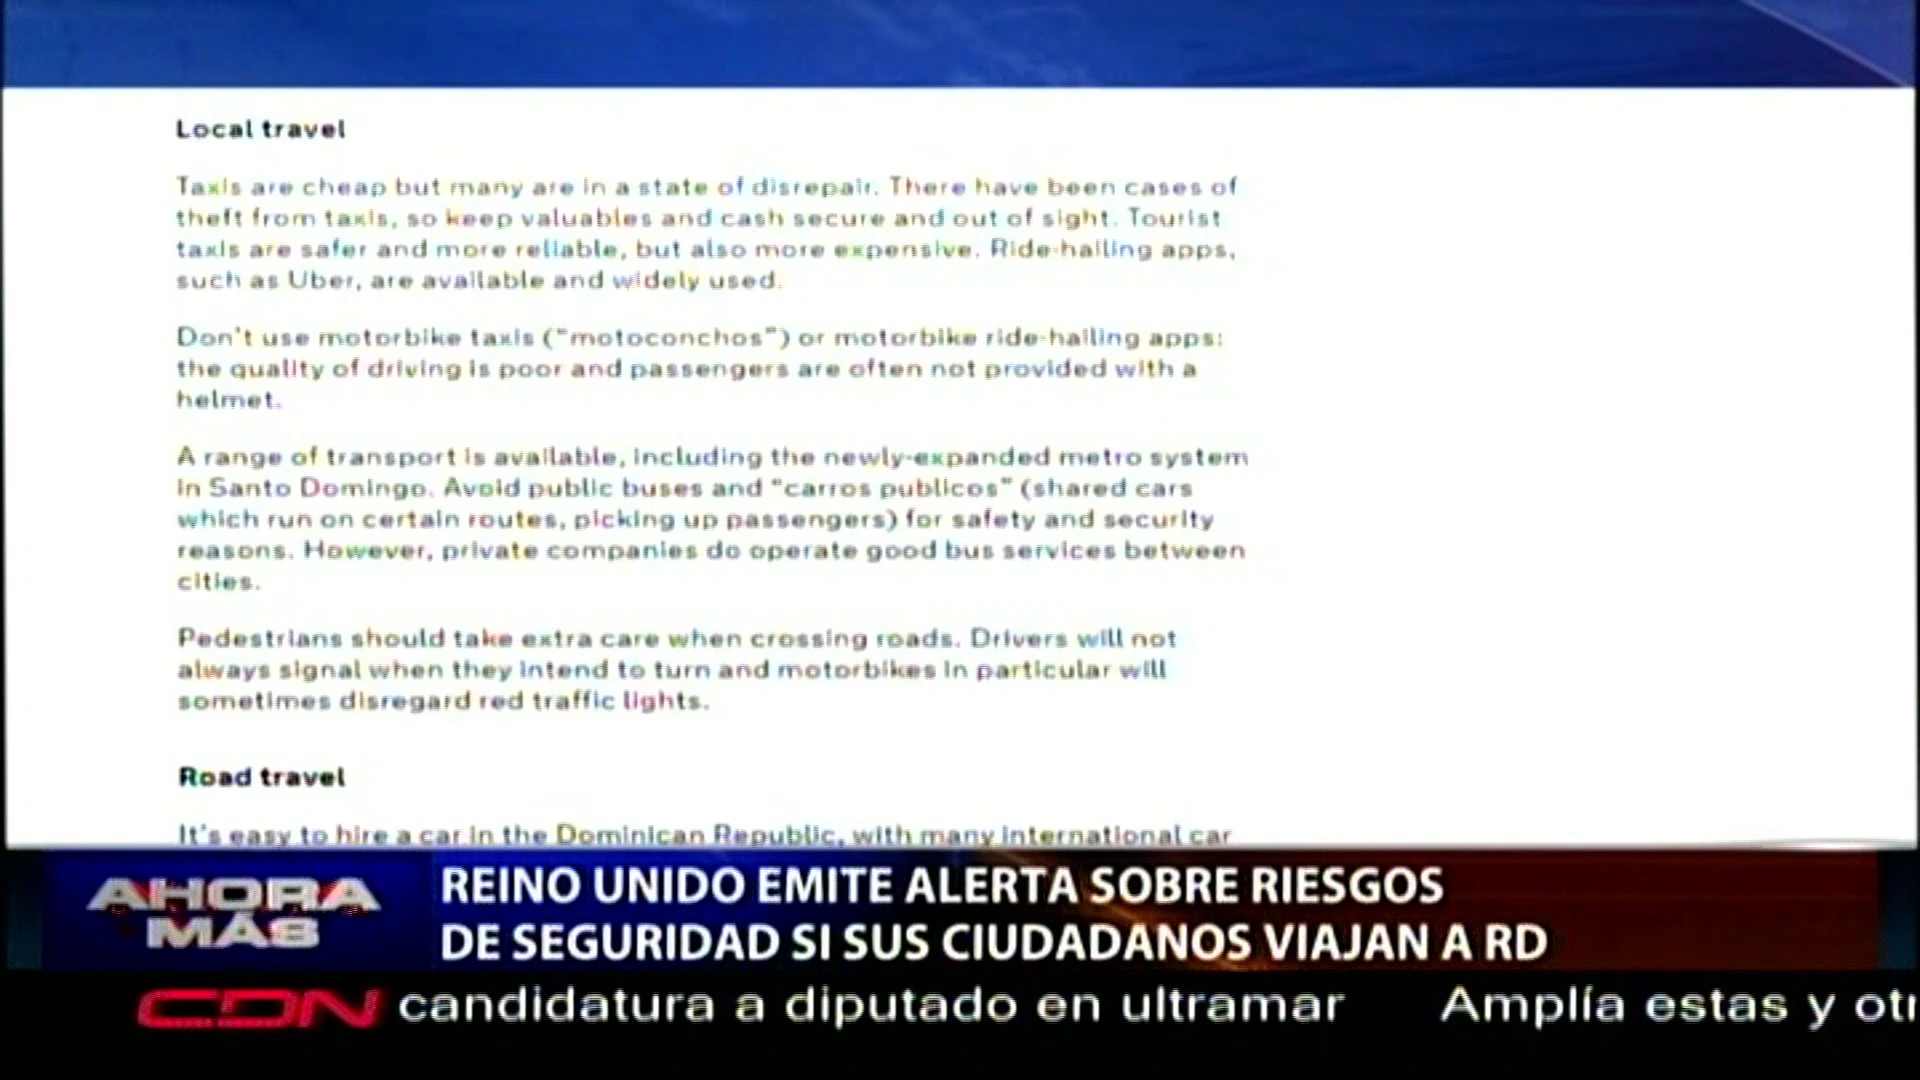 Local travel
Taxis are cheap but many are in a state of disrepair. There have been cases of
theft from taxis, so keep valuables and cash secure and out of sight. Tourist
taxis are safer and more reliable, but also more expensive. Ride-hailing apps,
such as Uber, are available and widely used.
Don't use motorbike taxis ("motoconchos") or motorbike ride-hailing apps:
the quality of driving is poor and passengers are often not provided with a
helmet.
A range of transport is available, including the newly-expanded metro system
in Santo Domingo. Avoid public buses and "carros publicos" (shared cars
which run on certain routes, picking up passengers) for safety and security
reasons. However, private companies do operate good bus services between
cities.
Pedestrians should take extra care when crossing roads. Drivers will not
always signal when they intend to turn and motorbikes in particular will
sometimes disregard red traffic lights.
Road travel
It's easy to hire a car in the Dominican Republic, with many international car
AHORA
MÁS
REINO UNIDO EMITE ALERTA SOBRE RIESGOS
DE SEGURIDAD SI SUS CIUDADANOS VIAJAN A RD
CDN candidatura a diputado en ultramar Amplía estas y otr